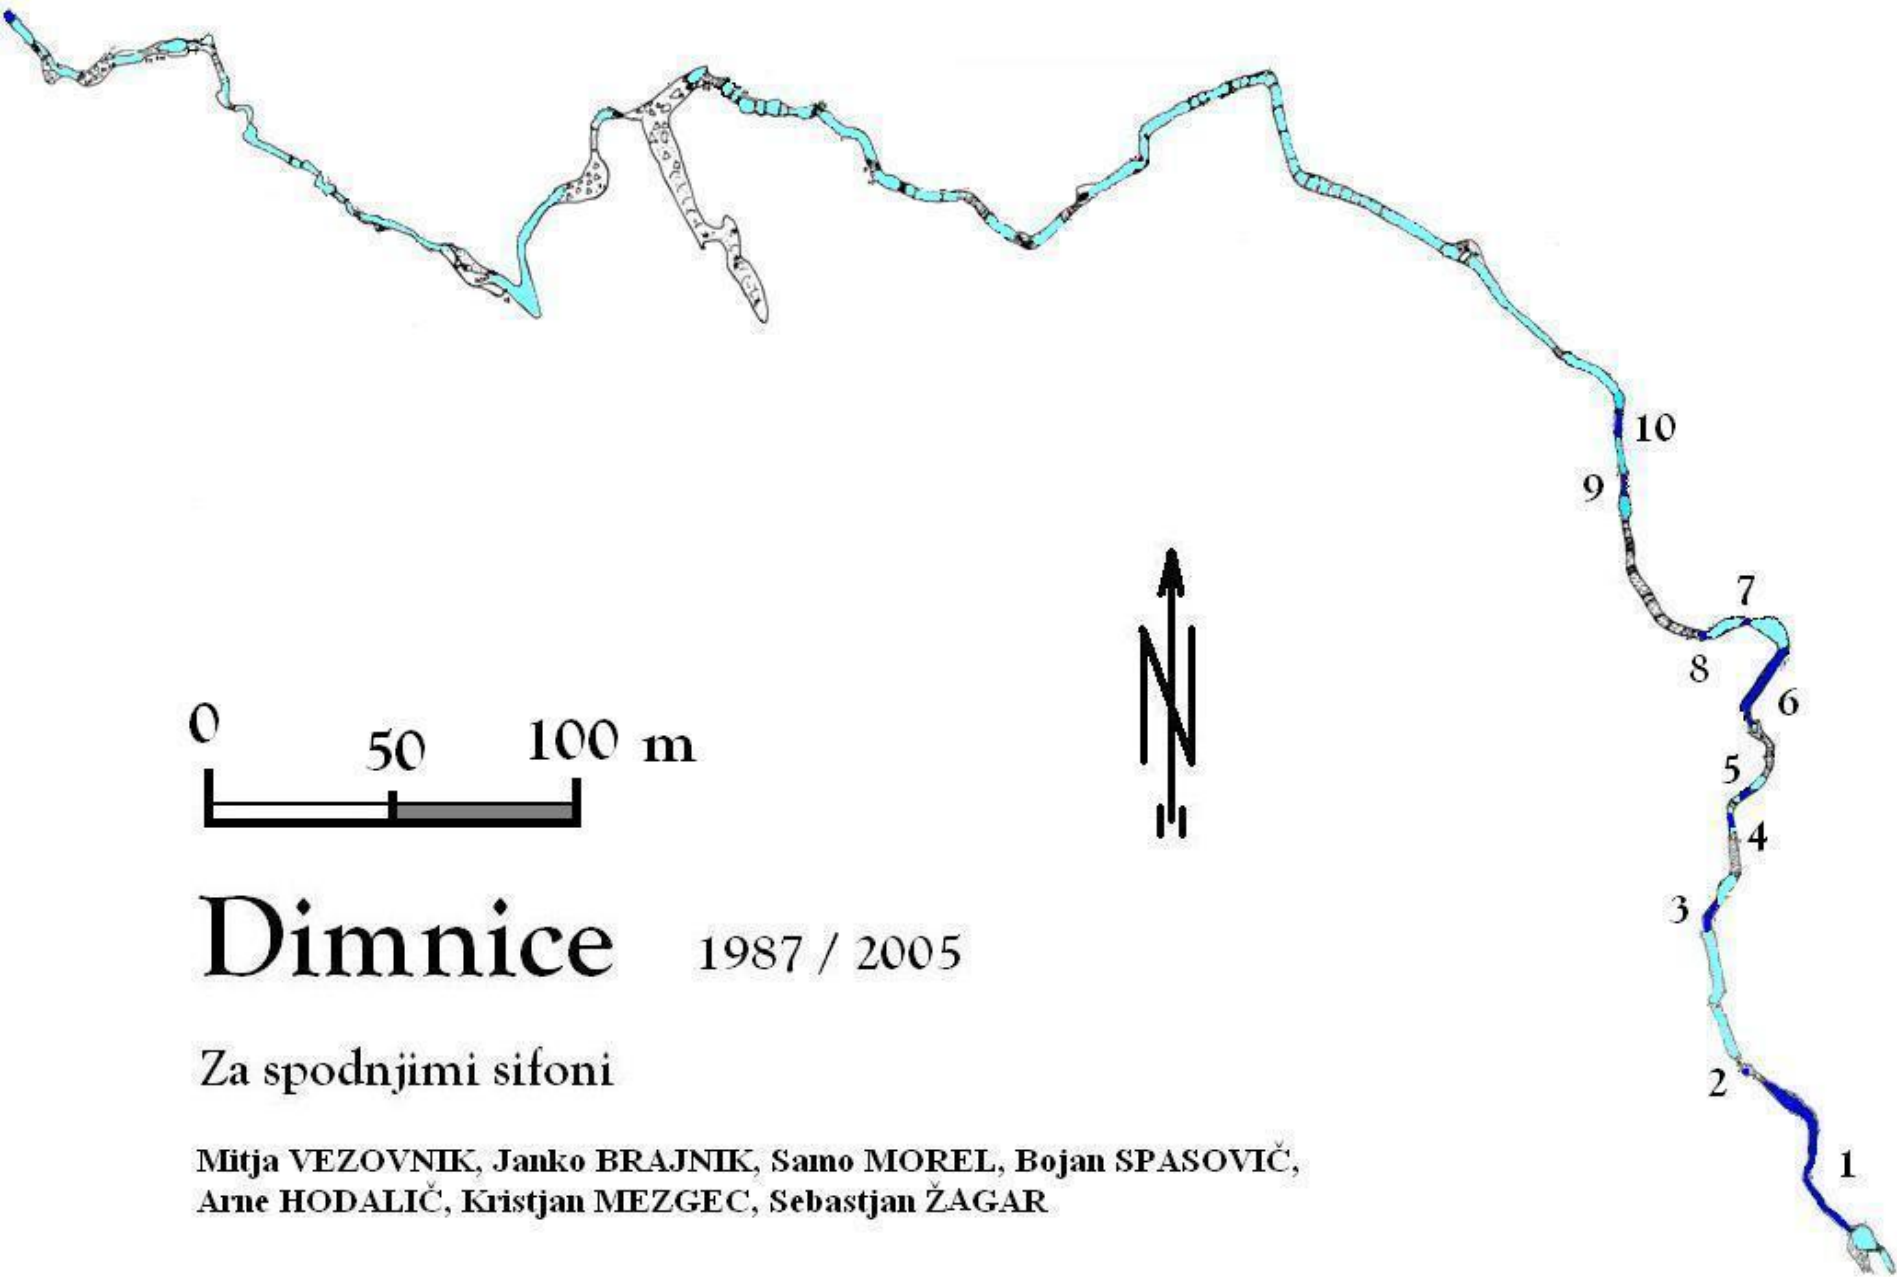 10
9
7
8
6
5
4
3
2
1
0 50 100 m
N
Dimnice 1987 / 2005
Za spodnjimi sifoni
Mitja VEZOVNIK, Janko BRAJNIK, Samo MOREL, Bojan SPASOVIČ,
Arne HODALIČ, Kristjan MEZGEC, Sebastjan ŽAGAR